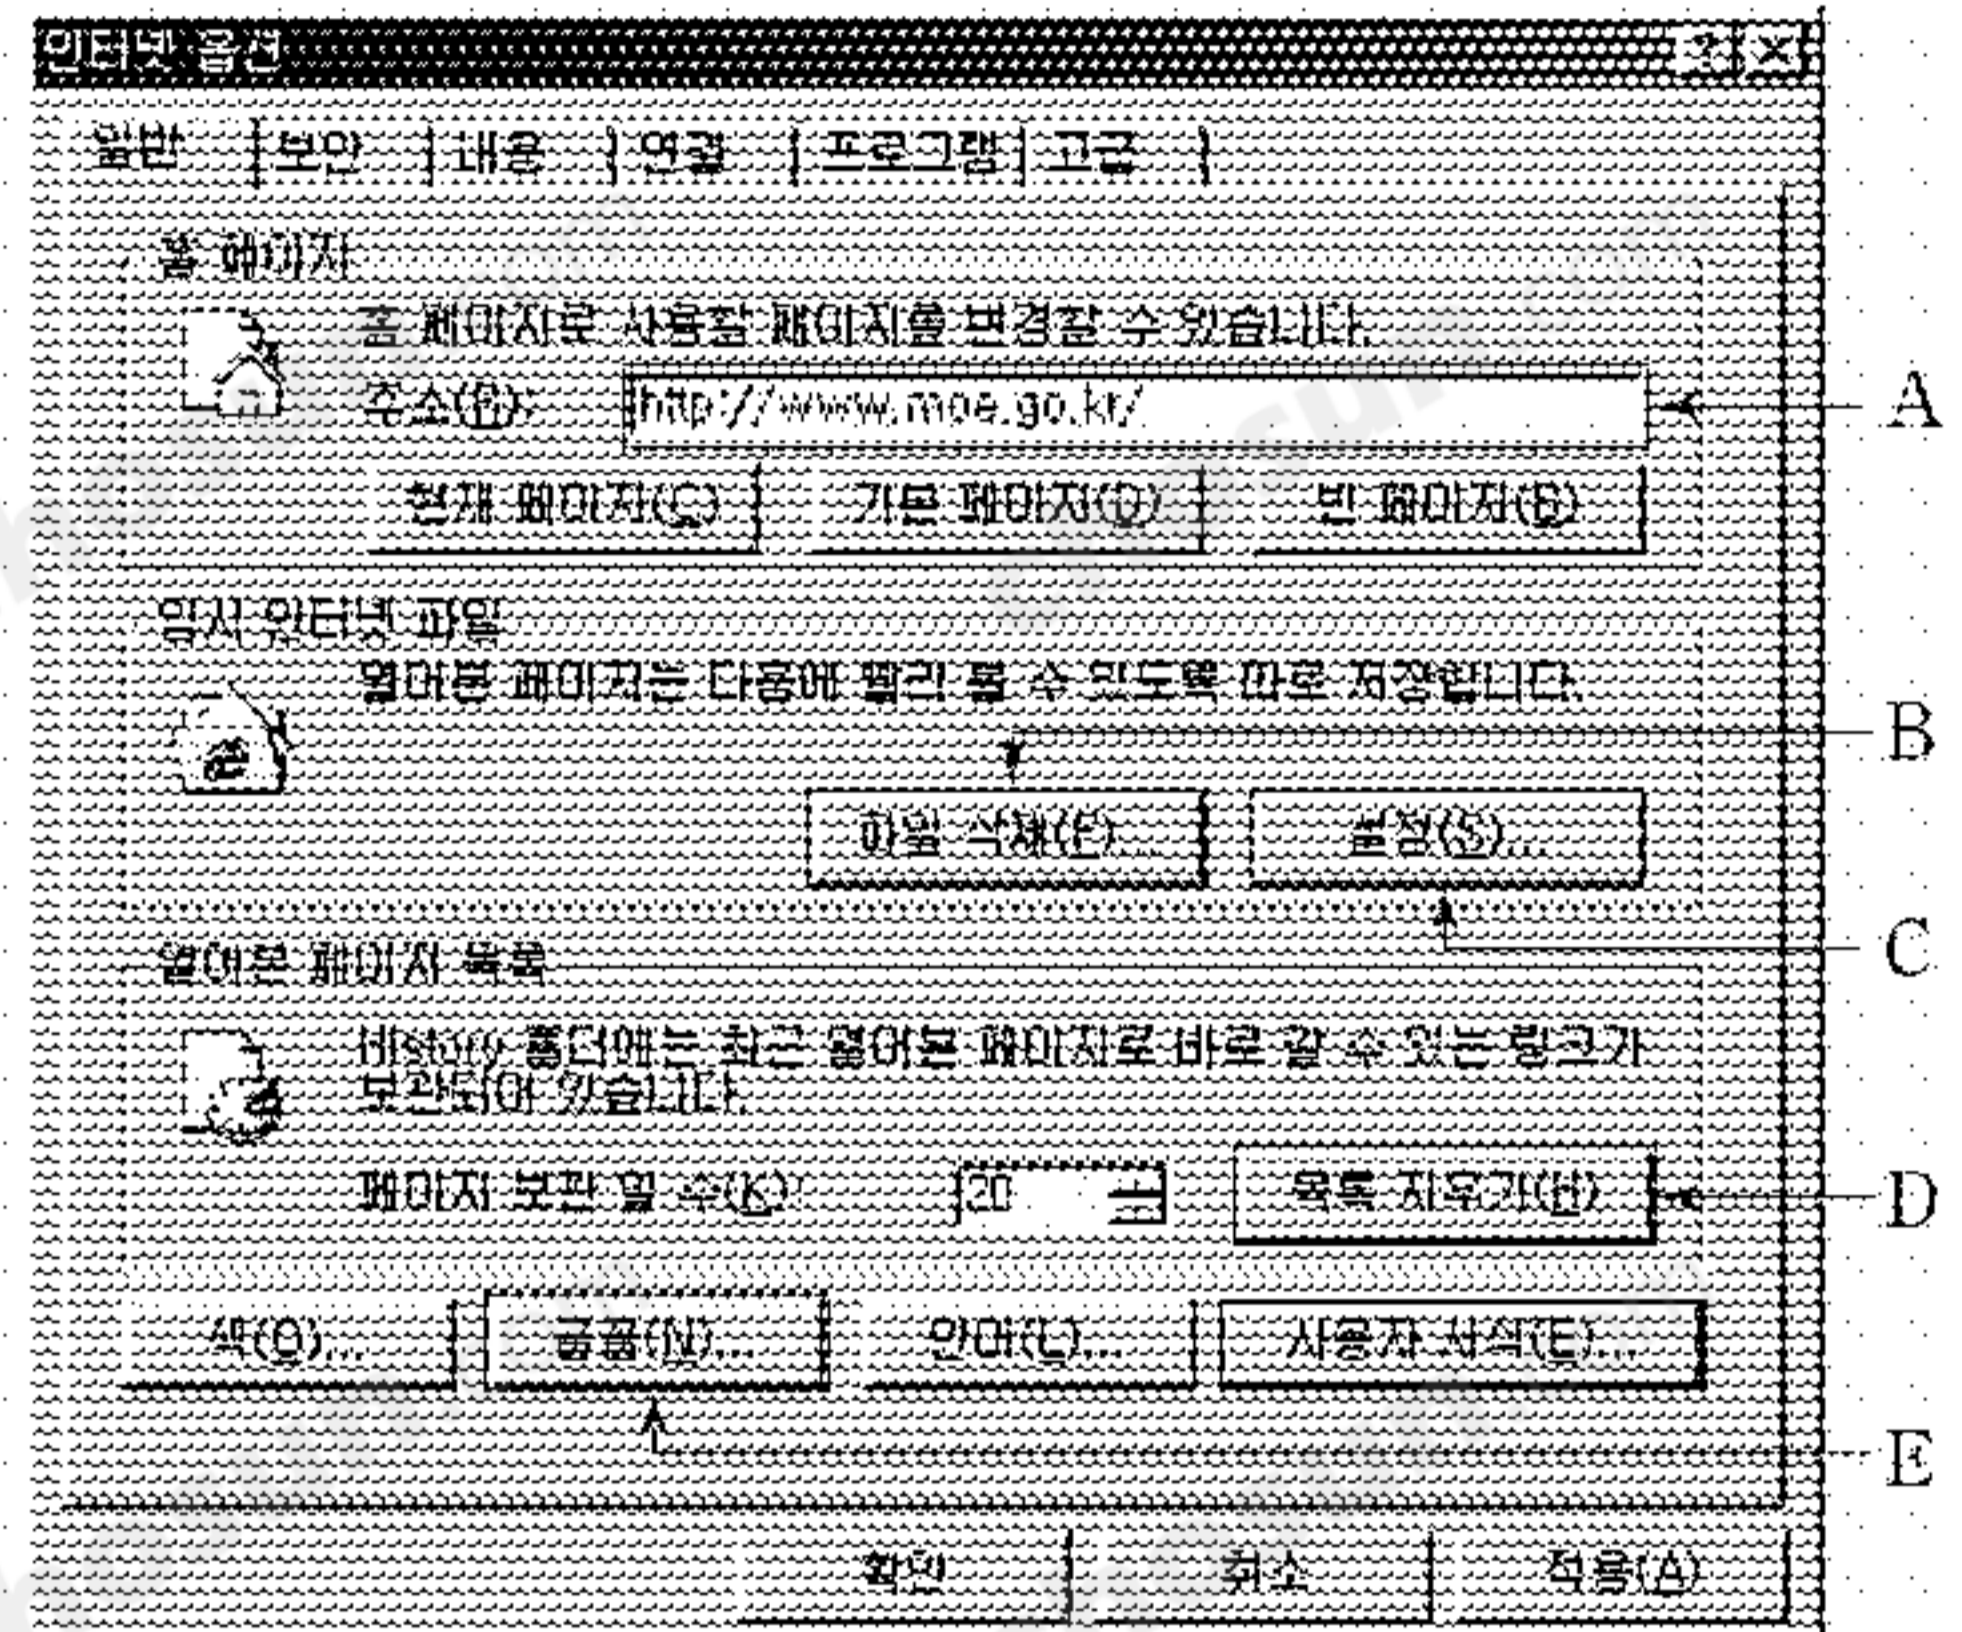 인터넷 옵션
일반 보안 내용 연결 프로그램 고급
홈 페이지
홈 페이지로 사용할 페이지를 변경할 수 있습니다.
주소(R): http://www.moe.go.kr/ A
현재 페이지(C) 기본 페이지(D) 빈 페이지(B)
임시 인터넷 파일
열어본 페이지는 다음에 빨리 볼 수 있도록 따로 저장합니다.
B
파일 삭제(F)... 설정(S)...
C
열어본 페이지 목록
History 폴더에는 최근 열어본 페이지로 바로 갈 수 있는 링크가
보관되어 있습니다.
페이지 보관 일 수(K): 20 목록 지우기(H) D
색(O)... 글꼴(N)... 언어(L)... 사용자 서식(E)...
E
확인 취소 적용(A)
chosun.com